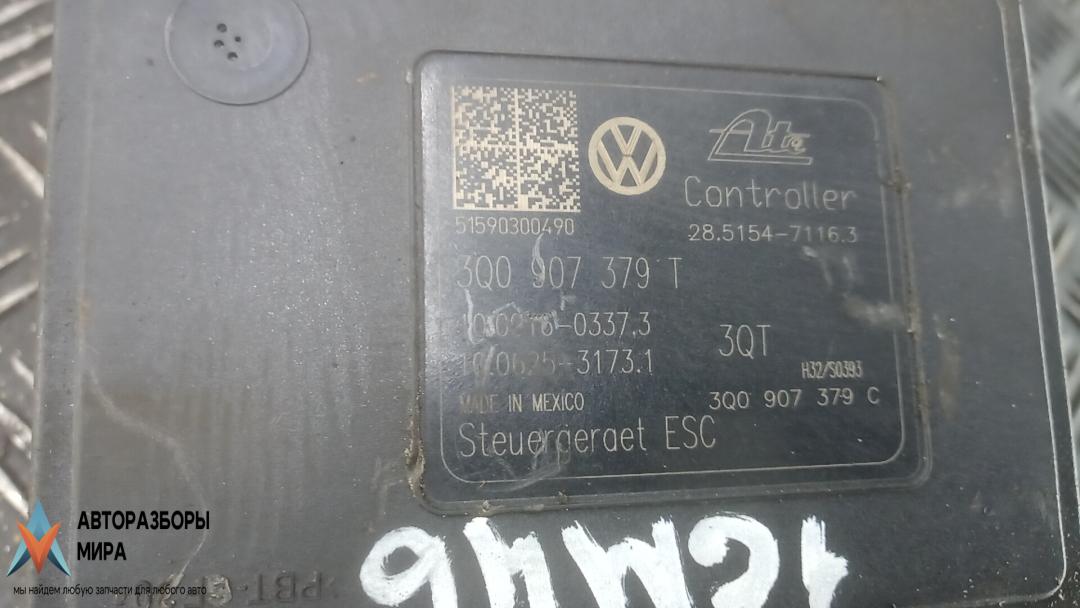 Ate
Controller
51590300490
28.5154-7116.3
3Q0 907 379 T
3QT
H32/S0393
MADE IN MEXICO
3Q0 907 379 C
Steuergeraet ESC
АВТОРАЗБОРЫ
МИРА
мы найдем любую запчасти для любого авто